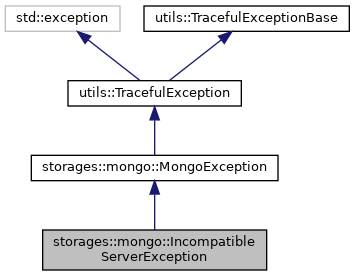 std::exception
utils::TracefulExceptionBase
utils::TracefulException
storages::mongo::MongoException
storages::mongo::Incompatible
ServerException